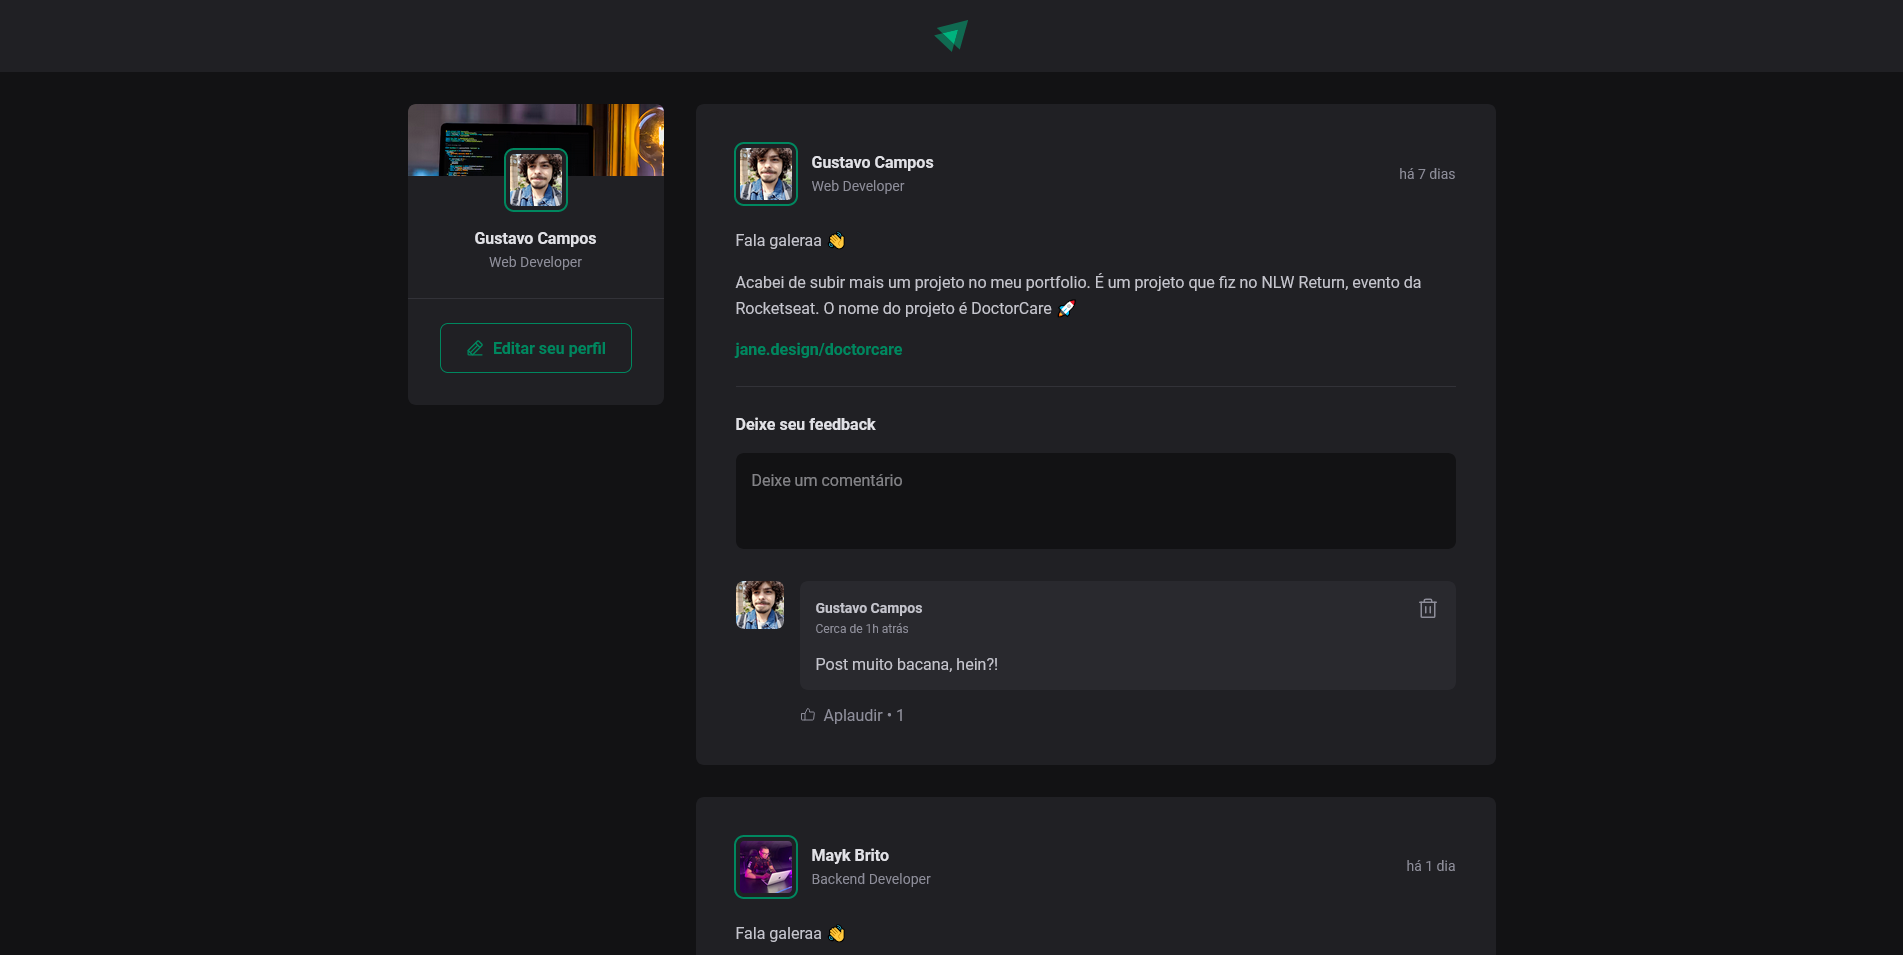 Gustavo Campos
Web Developer
Editar seu perfil
Gustavo Campos
Web Developer
há 7 dias
Fala galeraa 👋
Acabei de subir mais um projeto no meu portfolio. É um projeto que fiz no NLW Return, evento da
Rocketseat. O nome do projeto é DoctorCare 🚀
jane.design/doctorcare
Deixe seu feedback
Deixe um comentário
Gustavo Campos
Cerca de 1h atrás
Post muito bacana, hein?!
Aplaudir • 1
Mayk Brito
Backend Developer
há 1 dia
Fala galeraa 👋